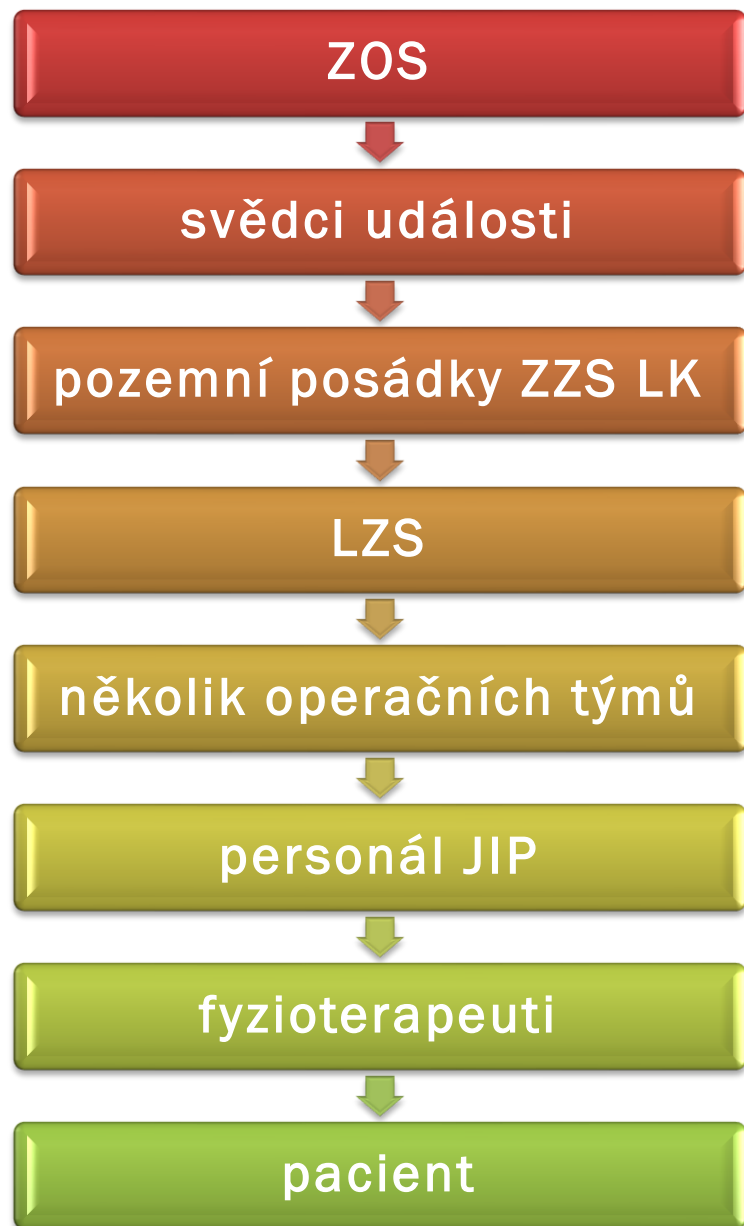 ZOS
svědci události
pozemní posádky ZZS LK
LZS
několik operačních týmů
personál JIP
fyzioterapeuti
pacient